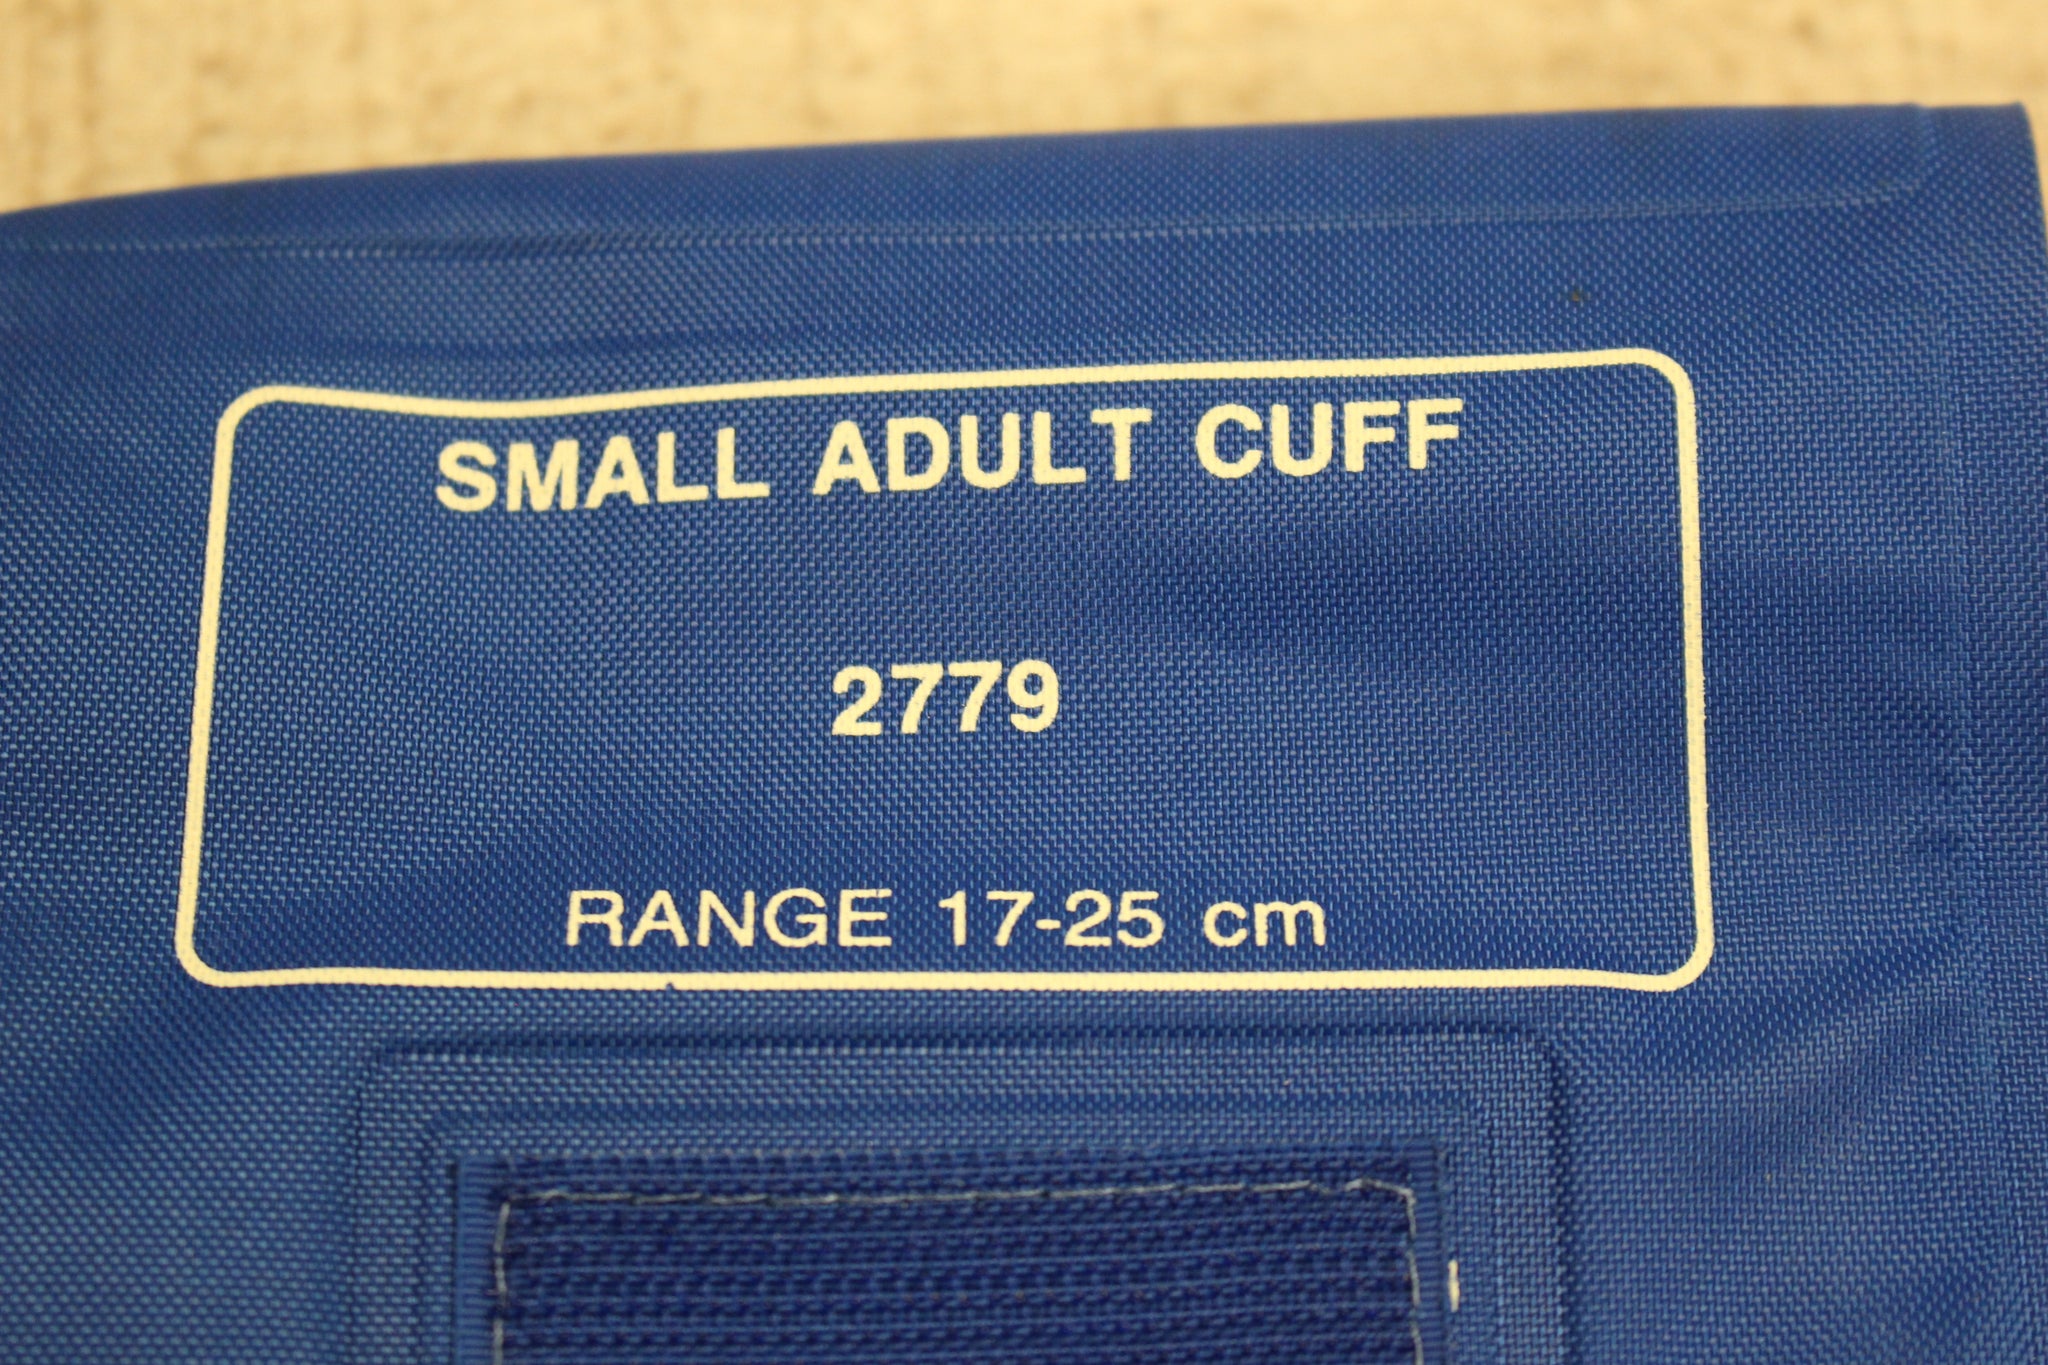 SMALL ADULT CUFF
2779
RANGE 17-25 cm